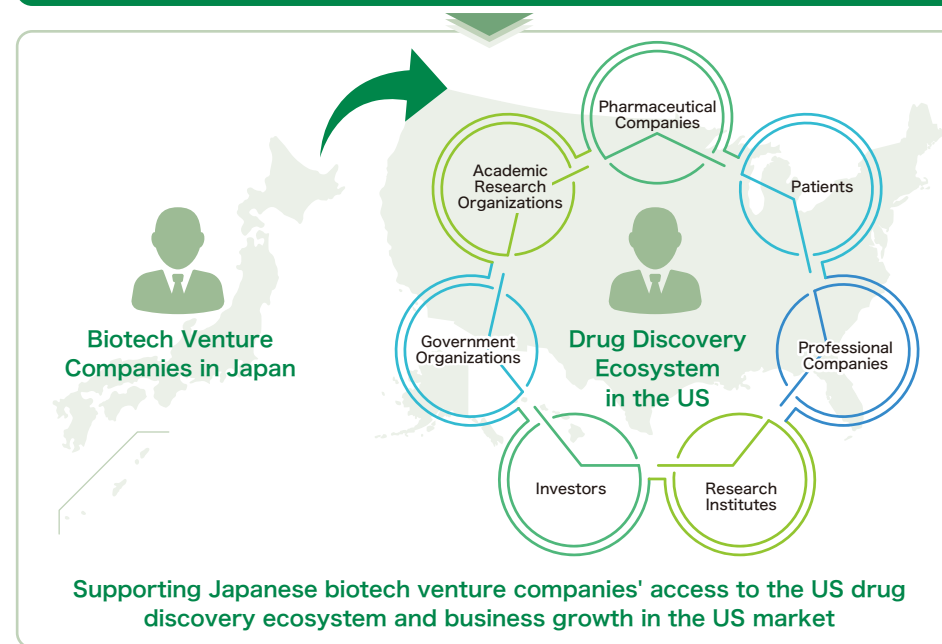 Pharmaceutical
Companies
Academic
Research
Organizations
Patients
Biotech Venture
Companies in Japan
Government
Organizations
Drug Discovery
Ecosystem
in the US
Professional
Companies
Investors
Research
Institutes
Supporting Japanese biotech venture companies' access to the US drug
discovery ecosystem and business growth in the US market